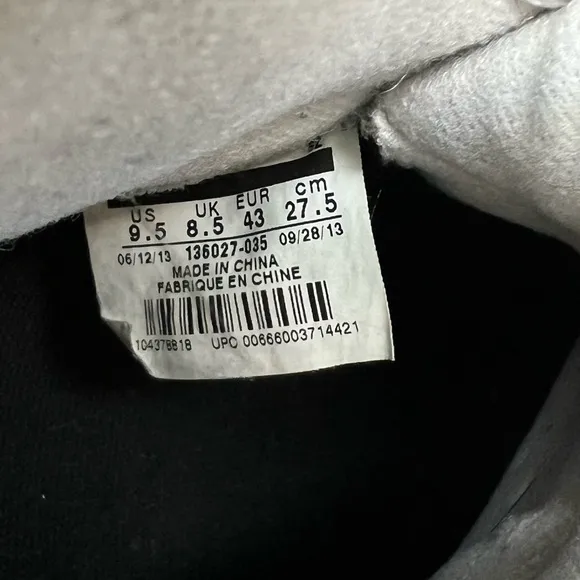 US UK EUR cm
9.5 8.5 43 27.5
06/12/13 136027-035 09/28/13
MADE IN CHINA
FABRIQUE EN CHINE
104378818 UPC 00666003714421